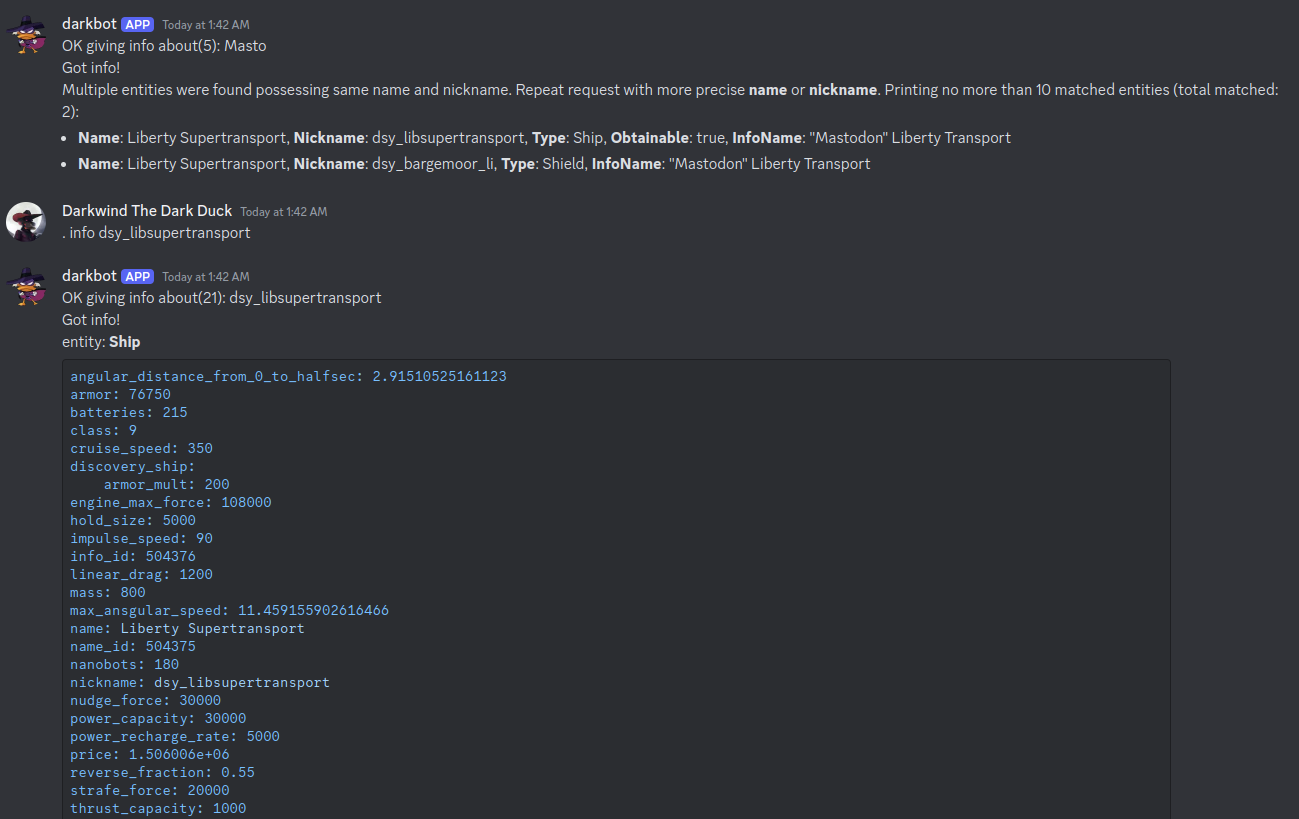 darkbot APP Today at 1:42 AM
OK giving info about(5): Masto
Got info!
Multiple entities were found possessing same name and nickname. Repeat request with more precise name or nickname. Printing no more than 10 matched entities (total matched:
2):
• Name: Liberty Supertransport, Nickname: dsy_libsupertransport, Type: Ship, Obtainable: true, InfoName: "Mastodon" Liberty Transport
• Name: Liberty Supertransport, Nickname: dsy_bargemoor_li, Type: Shield, InfoName: "Mastodon" Liberty Transport
Darkwind The Dark Duck Today at 1:42 AM
. info dsy_libsupertransport
darkbot APP Today at 1:42 AM
OK giving info about(21): dsy_libsupertransport
Got info!
entity: Ship
angular_distance_from_0_to_halfsec: 2.91510525161123
armor: 76750
batteries: 215
class: 9
cruise_speed: 350
discovery_ship:
    armor_mult: 200
engine_max_force: 108000
hold_size: 5000
impulse_speed: 90
info_id: 504376
linear_drag: 1200
mass: 800
max_ansgular_speed: 11.459155902616466
name: Liberty Supertransport
name_id: 504375
nanobots: 180
nickname: dsy_libsupertransport
nudge_force: 30000
power_capacity: 30000
power_recharge_rate: 5000
price: 1.506006e+06
reverse_fraction: 0.55
strafe_force: 20000
thrust_capacity: 1000